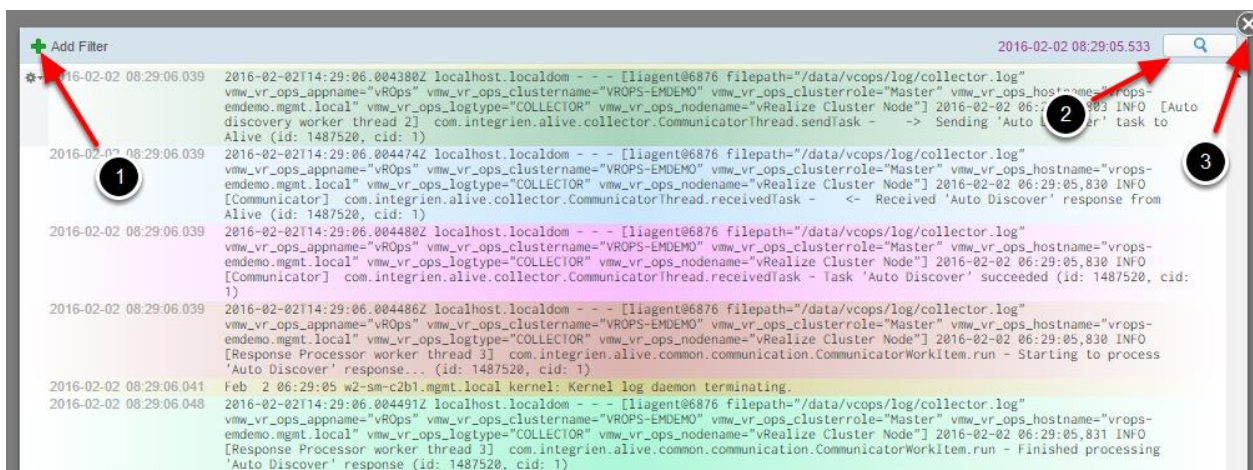 Add Filter 2016-02-02 08:29:05.533
2016-02-02 08:29:06.039 2016-02-02T14:29:06.004380Z localhost.localdom - - - [liagent@6876 filepath="/data/vcops/log/collector.log"
vmw_vr_ops_appname="vROps" vmw_vr_ops_clustername="VROPS-EMDEMO" vmw_vr_ops_clusterrole="Master" vmw_vr_ops_hostname="vrops-
emdemo.mgmt.local" vmw_vr_ops_logtype="COLLECTOR" vmw_vr_ops_nodename="vRealize Cluster Node"] 2016-02-02 06: 803 INFO [Auto
discovery worker thread 2] com.integrien.alive.collector.CommunicatorThread.sendTask - -> Sending 'Auto er' task to
Alive (id: 1487520, cid: 1)
2016-02-02 08:29:06.039 2016-02-02T14:29:06.004474Z localhost.localdom - - - [liagent@6876 filepath="/data/vcops/log/collector.log"
vmw_vr_ops_appname="vROps" vmw_vr_ops_clustername="VROPS-EMDEMO" vmw_vr_ops_clusterrole="Master" vmw_vr_ops_hostname="vrops-
emdemo.mgmt.local" vmw_vr_ops_logtype="COLLECTOR" vmw_vr_ops_nodename="vRealize Cluster Node"] 2016-02-02 06:29:05,830 INFO
[Communicator] com.integrien.alive.collector.CommunicatorThread.receivedTask - <- Received 'Auto Discover' response from
Alive (id: 1487520, cid: 1)
2016-02-02 08:29:06.039 2016-02-02T14:29:06.004480Z localhost.localdom - - - [liagent@6876 filepath="/data/vcops/log/collector.log"
vmw_vr_ops_appname="vROps" vmw_vr_ops_clustername="VROPS-EMDEMO" vmw_vr_ops_clusterrole="Master" vmw_vr_ops_hostname="vrops-
emdemo.mgmt.local" vmw_vr_ops_logtype="COLLECTOR" vmw_vr_ops_nodename="vRealize Cluster Node"] 2016-02-02 06:29:05,830 INFO
[Communicator] com.integrien.alive.collector.CommunicatorThread.receivedTask - Task 'Auto Discover' succeeded (id: 1487520, cid:
1)
2016-02-02 08:29:06.039 2016-02-02T14:29:06.004486Z localhost.localdom - - - [liagent@6876 filepath="/data/vcops/log/collector.log"
vmw_vr_ops_appname="vROps" vmw_vr_ops_clustername="VROPS-EMDEMO" vmw_vr_ops_clusterrole="Master" vmw_vr_ops_hostname="vrops-
emdemo.mgmt.local" vmw_vr_ops_logtype="COLLECTOR" vmw_vr_ops_nodename="vRealize Cluster Node"] 2016-02-02 06:29:05,830 INFO
[Response Processor worker thread 3] com.integrien.alive.common.communication.CommunicatorWorkItem.run - Starting to process
'Auto Discover' response... (id: 1487520, cid: 1)
2016-02-02 08:29:06.041 Feb 2 06:29:05 w2-sm-c2b1.mgmt.local kernel: Kernel log daemon terminating.
2016-02-02 08:29:06.048 2016-02-02T14:29:06.004491Z localhost.localdom - - - [liagent@6876 filepath="/data/vcops/log/collector.log"
vmw_vr_ops_appname="vROps" vmw_vr_ops_clustername="VROPS-EMDEMO" vmw_vr_ops_clusterrole="Master" vmw_vr_ops_hostname="vrops-
emdemo.mgmt.local" vmw_vr_ops_logtype="COLLECTOR" vmw_vr_ops_nodename="vRealize Cluster Node"] 2016-02-02 06:29:05,831 INFO
[Response Processor worker thread 3] com.integrien.alive.common.communication.CommunicatorWorkItem.run - Finished processing
'Auto Discover' response (id: 1487520, cid: 1)
1
2
3